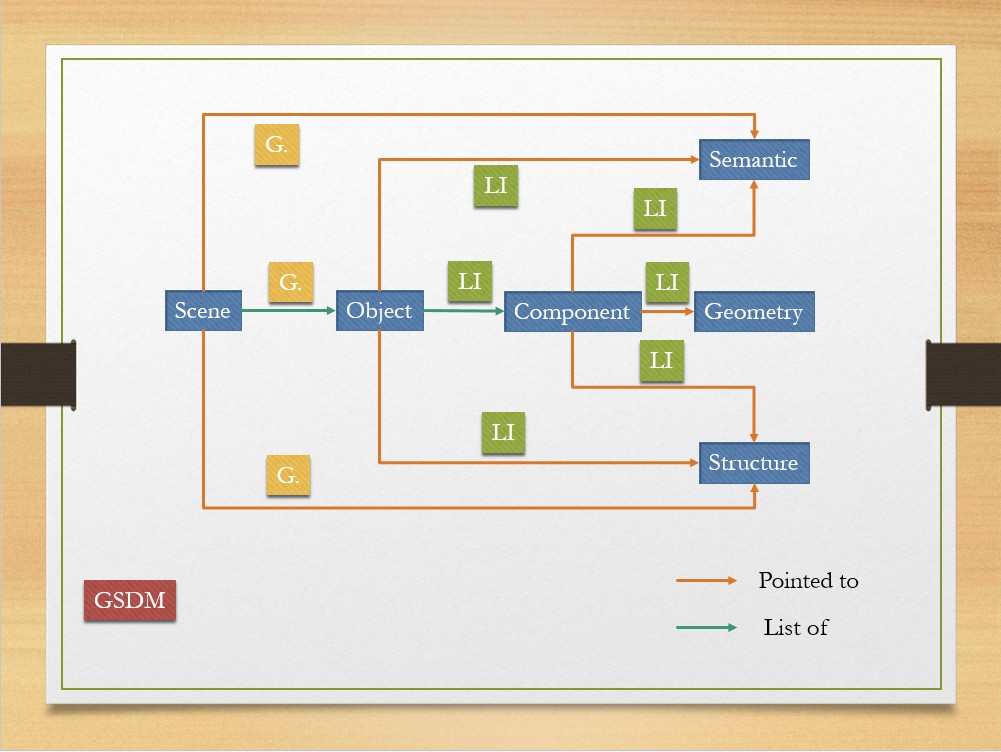 G.
Semantic
LI
LI
G.
LI
LI
Scene
Object
Component
Geometry
LI
LI
G.
Structure
GSDM
Pointed to
List of